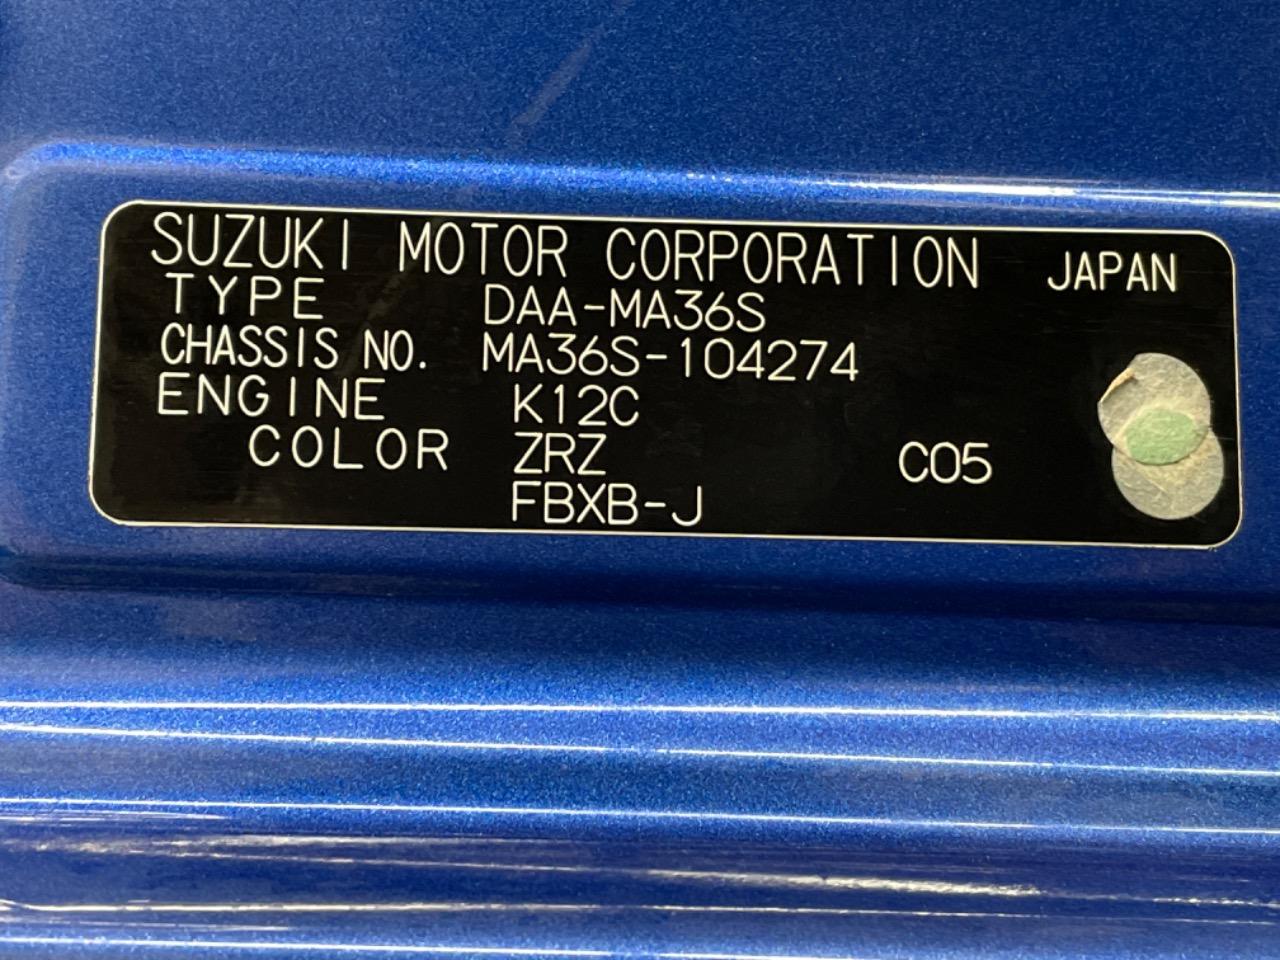 SUZUKI MOTOR CORPORATION JAPAN
TYPE DAA-MA36S
CHASSIS NO. MA36S-104274
ENGINE K12C
COLOR ZRZ C05
FBXB-J